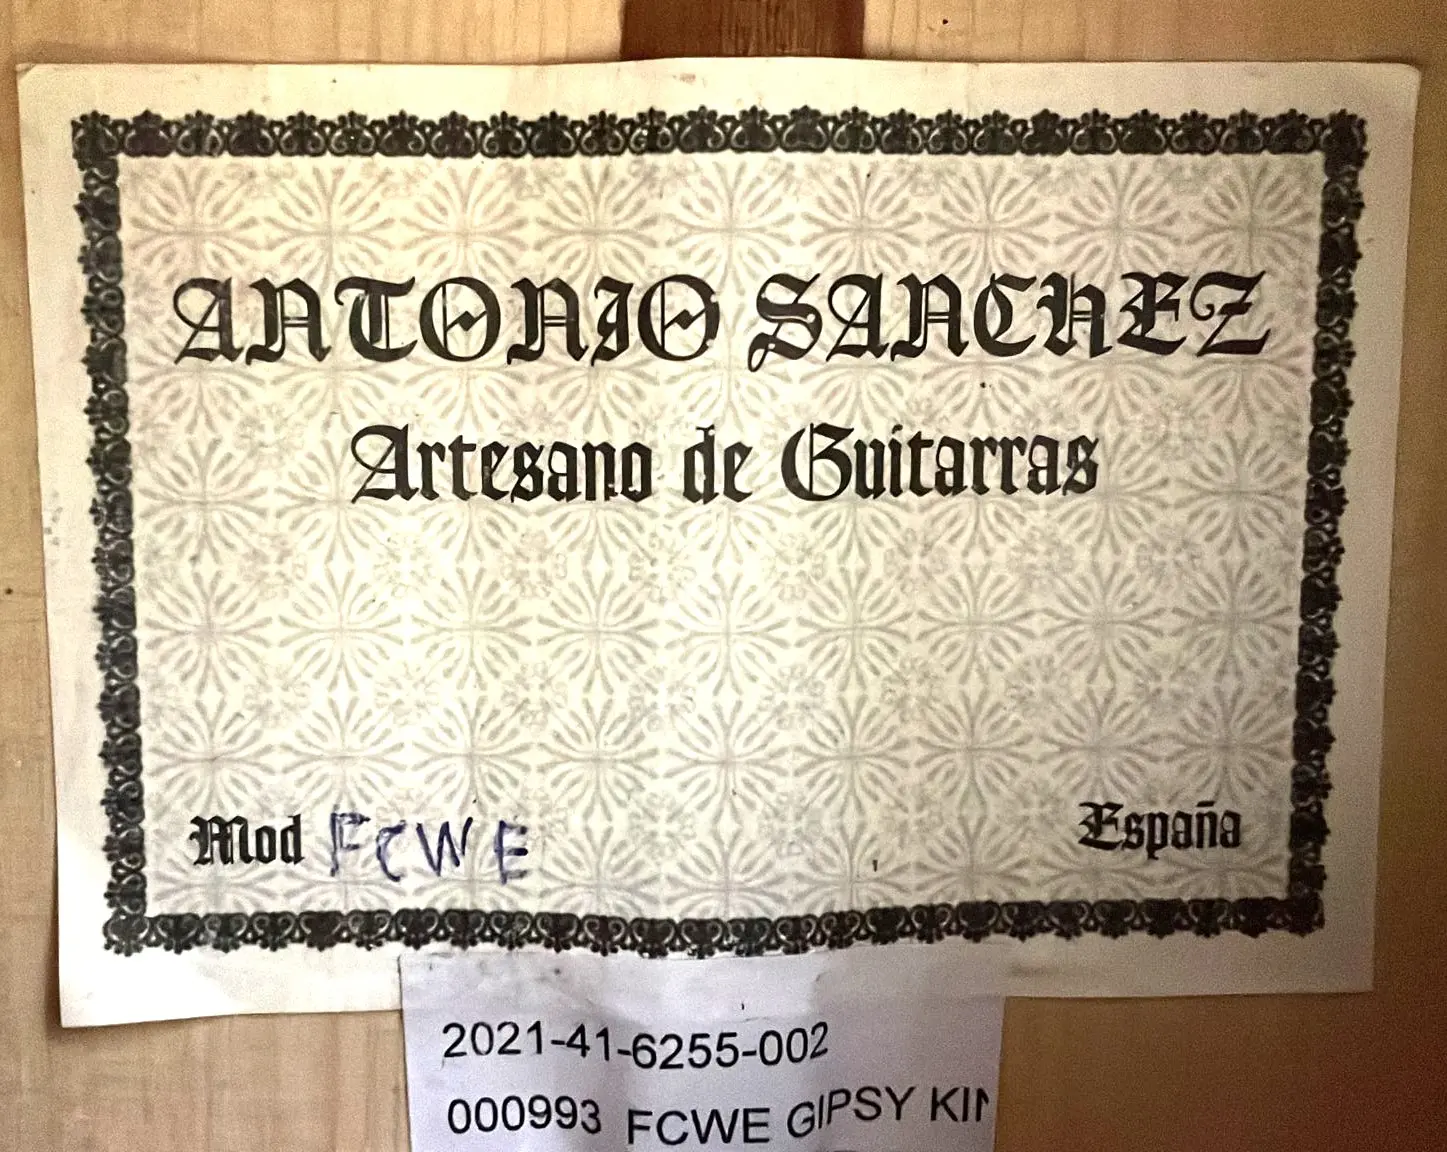 ANTONIO SANCHEZ
Artesano de Guitarras
Mod FCWE España
2021-41-6255-002
000993 FCWE GIPSY